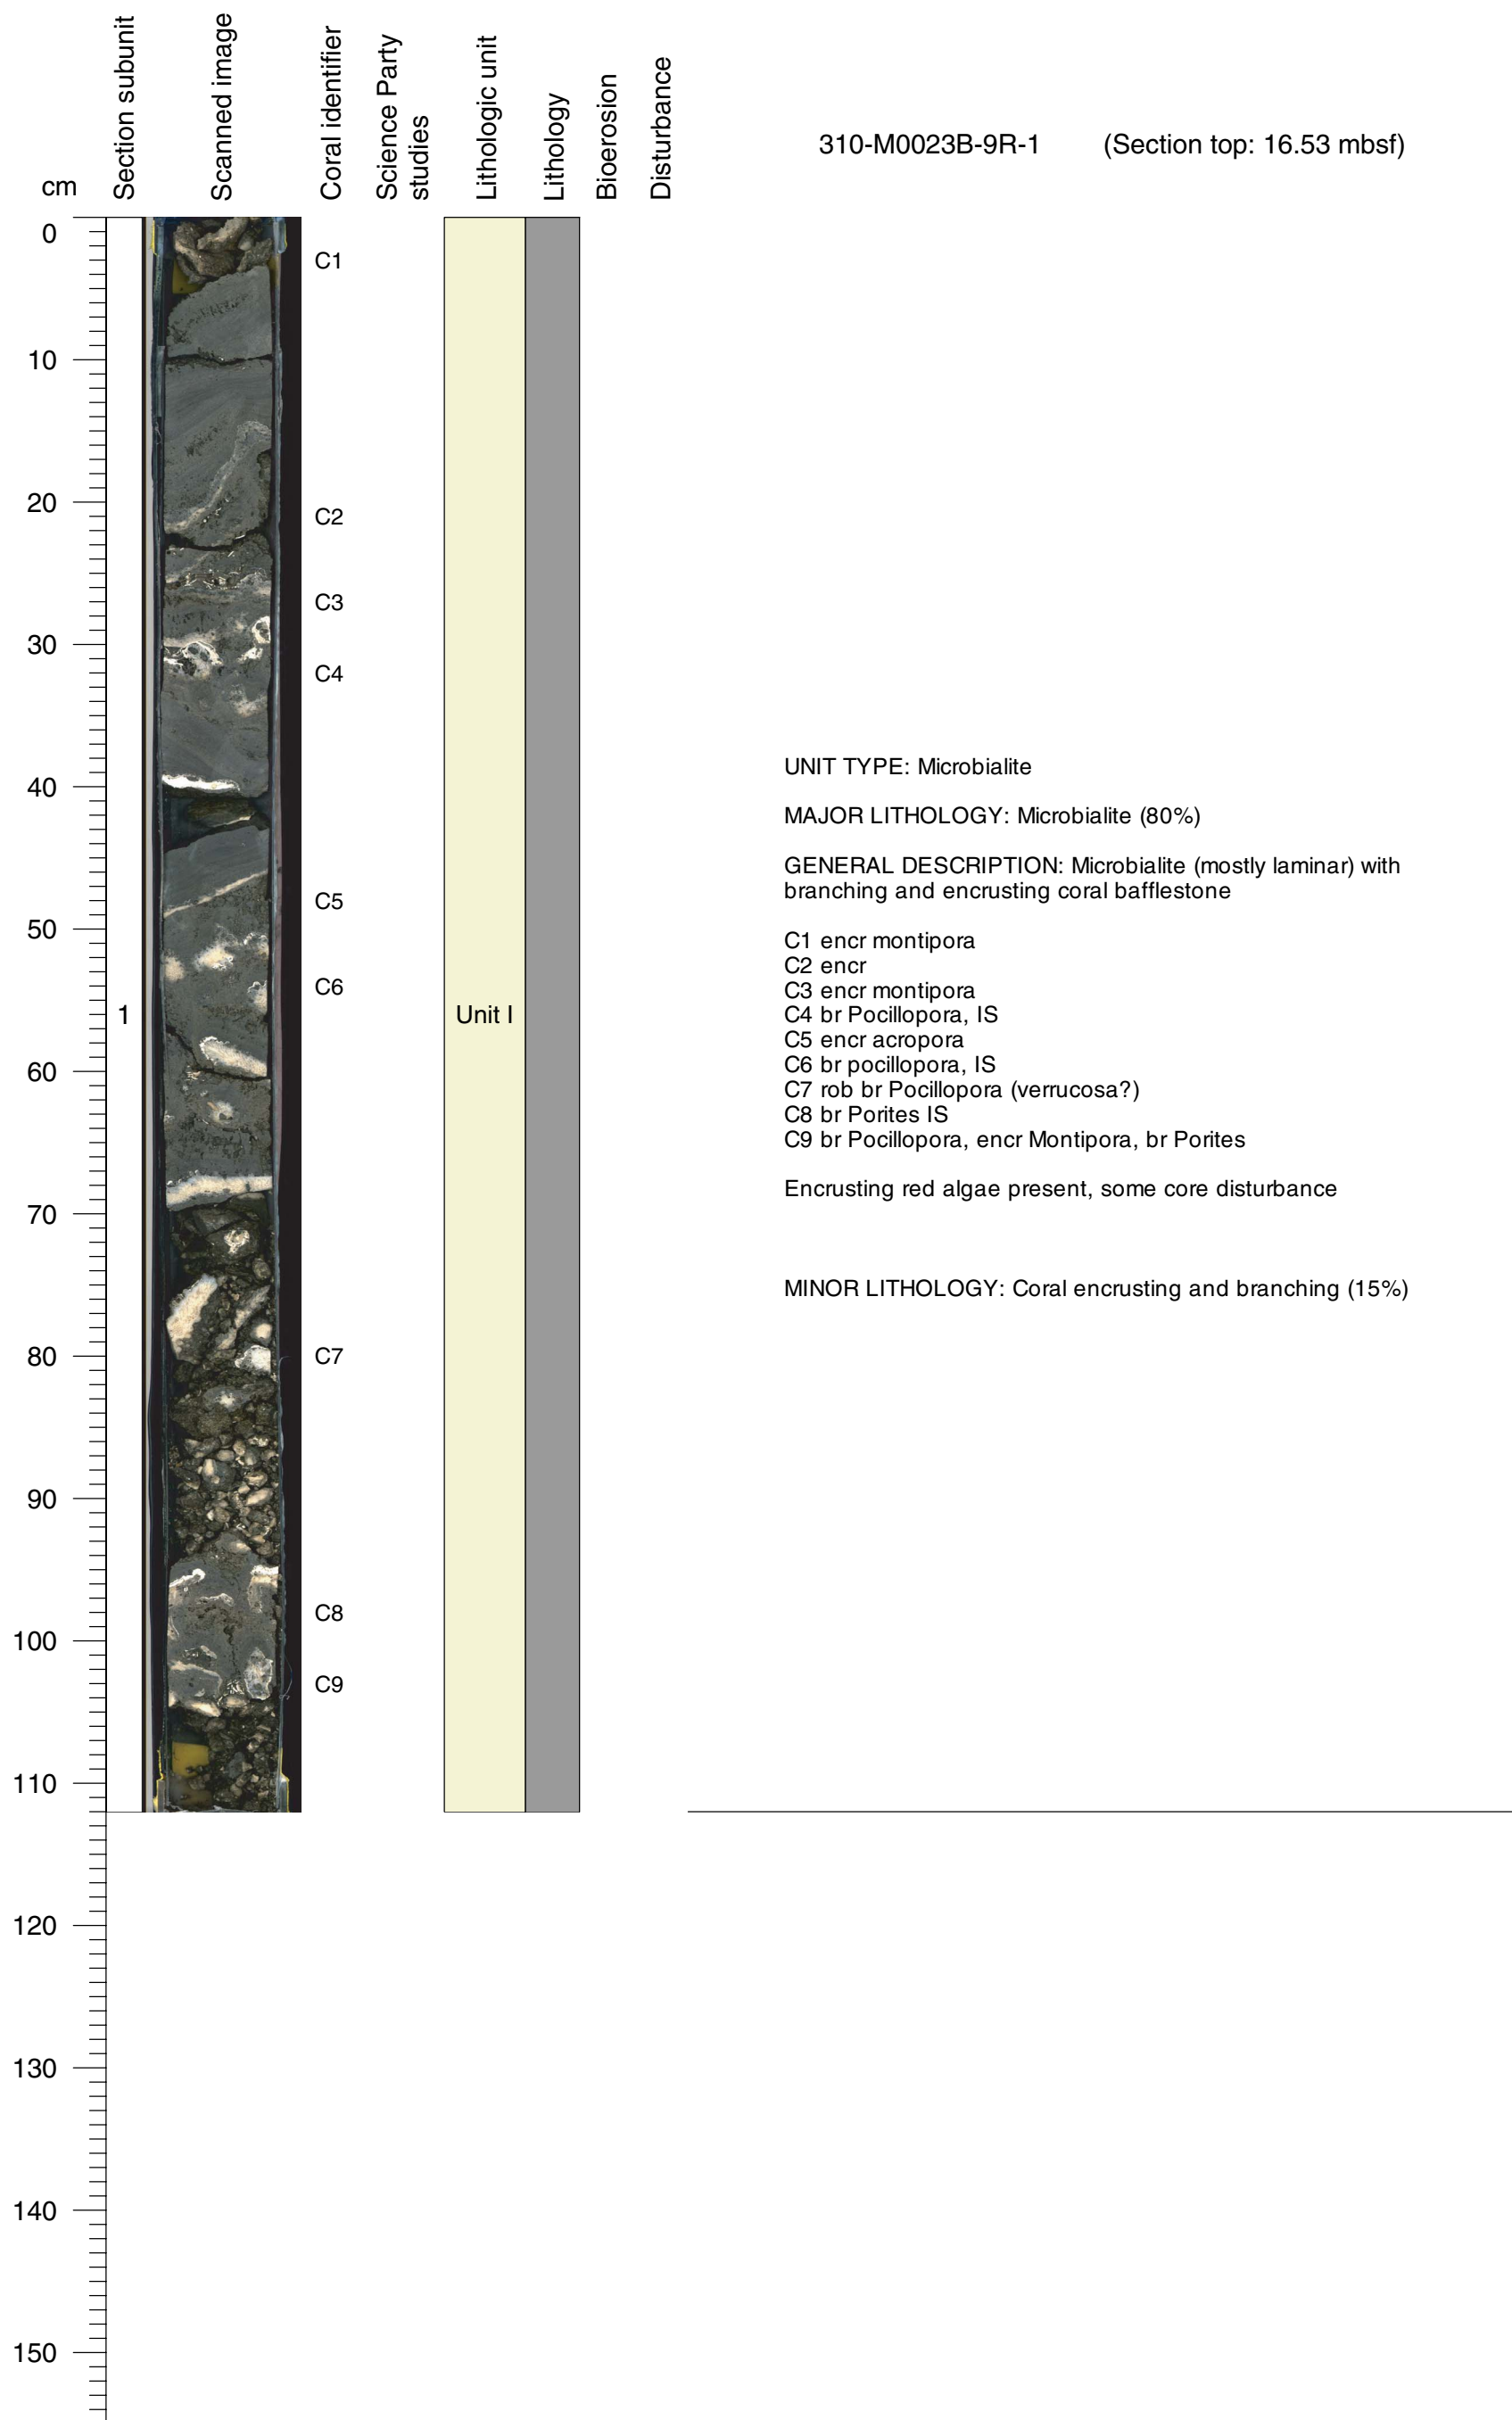 cm
Section subunit
Scanned image
Coral identifier
Science Party
studies
Lithologic unit
Lithology
Bioerosion
Disturbance
310-M0023B-9R-1 (Section top: 16.53 mbsf)
0
C1
10
20
C2
C3
30
C4
40
C5
50
C6
1
Unit I
60
70
80
C7
90
C8
100
C9
110
120
130
140
150
UNIT TYPE: Microbialite
MAJOR LITHOLOGY: Microbialite (80%)
GENERAL DESCRIPTION: Microbialite (mostly laminar) with
branching and encrusting coral bafflestone
C1 encr montipora
C2 encr
C3 encr montipora
C4 br Pocillopora, IS
C5 encr acropora
C6 br pocillopora, IS
C7 rob br Pocillopora (verrucosa?)
C8 br Porites IS
C9 br Pocillopora, encr Montipora, br Porites
Encrusting red algae present, some core disturbance
MINOR LITHOLOGY: Coral encrusting and branching (15%)